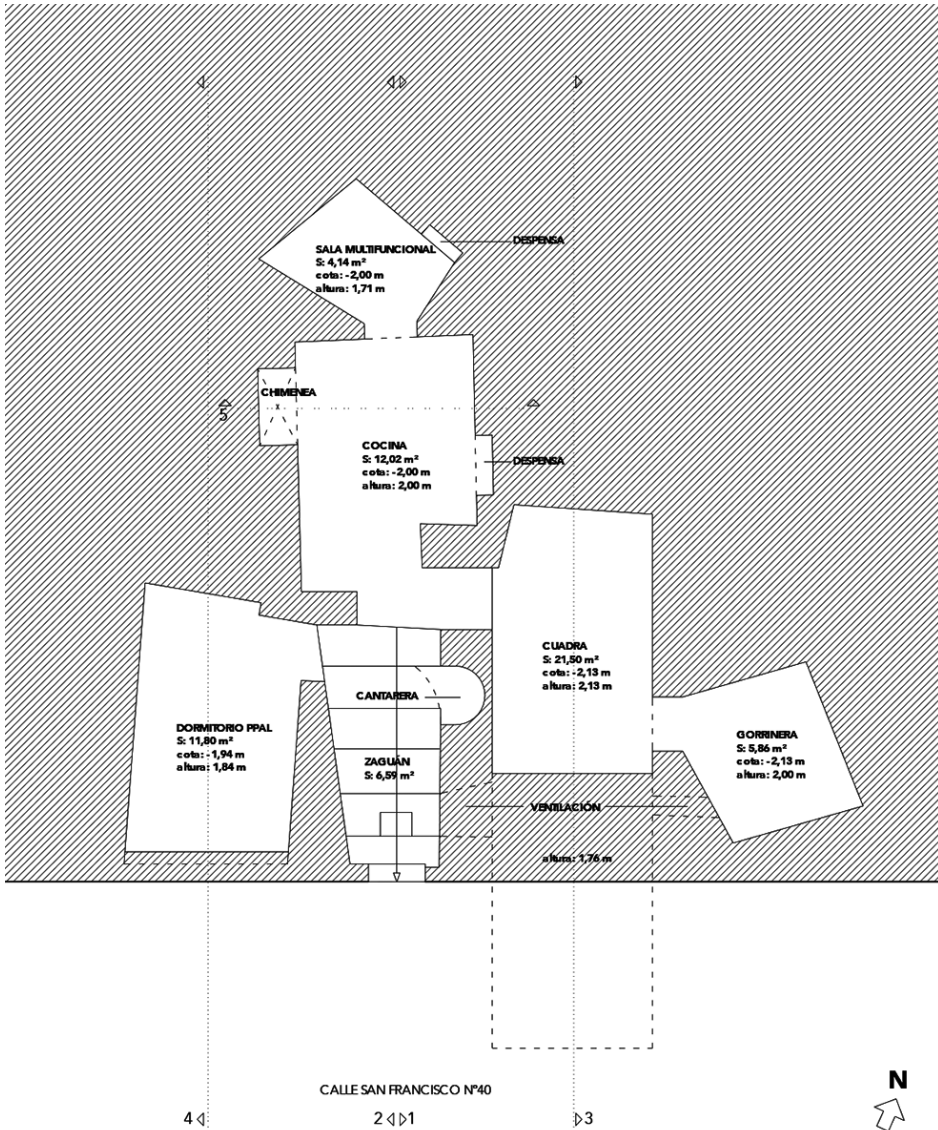 DESPENSA
SALA MULTIFUNCIONAL
S: 4,14 m²
cota: -2,00 m
altura: 1,71 m
CHIMENEA
5
COCINA
S: 12,02 m²
cota: -2,00 m
altura: 2,00 m
DESPENSA
CUADRA
S: 21,50 m²
cota: -2,13 m
altura: 2,13 m
CANTARERA
DORMITORIO PPAL
S: 11,80 m²
cota: -1,94 m
altura: 1,84 m
GORRINERA
S: 5,86 m²
cota: -2,13 m
altura: 2,00 m
ZAGUÁN
S: 6,59 m²
VENTILACIÓN
altura: 1,76 m
CALLE SAN FRANCISCO Nº40
N
4
2 1
3